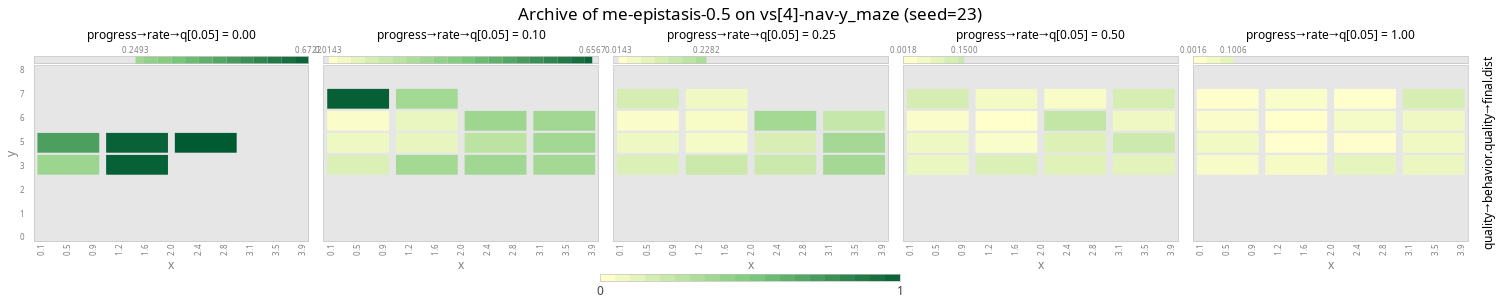 Archive of me-epistasis-0.5 on vs[4]-nav-y_maze (seed=23)
progress→rate→q[0.05] = 0.00
progress→rate→q[0.05] = 0.10
progress→rate→q[0.05] = 0.25
progress→rate→q[0.05] = 0.50
progress→rate→q[0.05] = 1.00
0.2493
0.0143 0.6567
0.0143 0.2282
0.0018 0.1500
0.0016 0.1006
8
7
6
5
3
2
1
0
y
0.1 0.5 0.9 1.2 1.6 2.0 2.4 2.8 3.1 3.5 3.9
0.1 0.5 0.9 1.2 1.6 2.0 2.4 2.8 3.1 3.5 3.9
0.1 0.5 0.9 1.2 1.6 2.0 2.4 2.8 3.1 3.5 3.9
0.1 0.5 0.9 1.2 1.6 2.0 2.4 2.8 3.1 3.5 3.9
0.1 0.5 0.9 1.2 1.6 2.0 2.4 2.8 3.1 3.5 3.9
x
x
x
x
x
quality→behavior.quality→final.dist
0 1